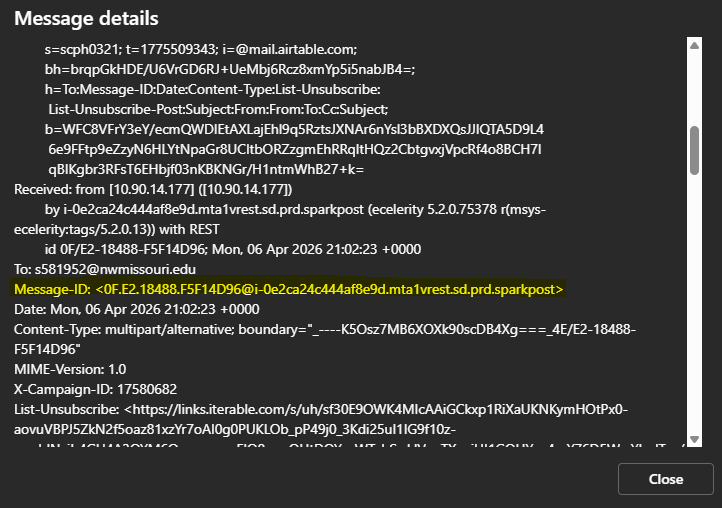 Message details
s=scph0321; t=1775509343; i=@mail.airtable.com;
bh=brqpGkHDE/U6VrGD6RJ+UeMbj6Rcz8xmYp5i5nabJB4=;
h=To:Message-ID:Date:Content-Type:List-Unsubscribe:
List-Unsubscribe-Post:Subject:From:From:To:Cc:Subject;
b=WFC8VFrY3eY/ecmQWDIEtAXLajEhI9q5RztsJXNAr6nYsl3bBXDXQsJJIQTA5D9L4
6e9FFtp9eZzyN6HLYtNpaGr8UCltbORZzgmEhRRqltHQz2CbtgvxjVpcRf4o8BCH7I
qBlKgbr3RFsT6EHbjf03nKBKNGr/H1ntmWhB27+k=
Received: from [10.90.14.177] ([10.90.14.177])
by i-0e2ca24c444af8e9d.mta1vrest.sd.prd.sparkpost (ecelerity 5.2.0.75378 r(msys-
ecelerity:tags/5.2.0.13)) with REST
id 0F/E2-18488-F5F14D96; Mon, 06 Apr 2026 21:02:23 +0000
To: s581952@nwmissouri.edu
Message-ID: <0F.E2.18488.F5F14D96@i-0e2ca24c444af8e9d.mta1vrest.sd.prd.sparkpost>
Date: Mon, 06 Apr 2026 21:02:23 +0000
Content-Type: multipart/alternative; boundary="_----K5Osz7MB6XOXk90scDB4Xg===_4E/E2-18488-
F5F14D96"
MIME-Version: 1.0
X-Campaign-ID: 17580682
List-Unsubscribe: <https://links.iterable.com/s/uh/sf30E9OWK4MIcAAiGCkxp1RiXaUKNKymHOtPx0-
aovuVBPJ5ZkN2f5oaz81xzYr7oAl0g0PUKLOb_pP49j0_3Kdi25ul1IG9f10z-
Close